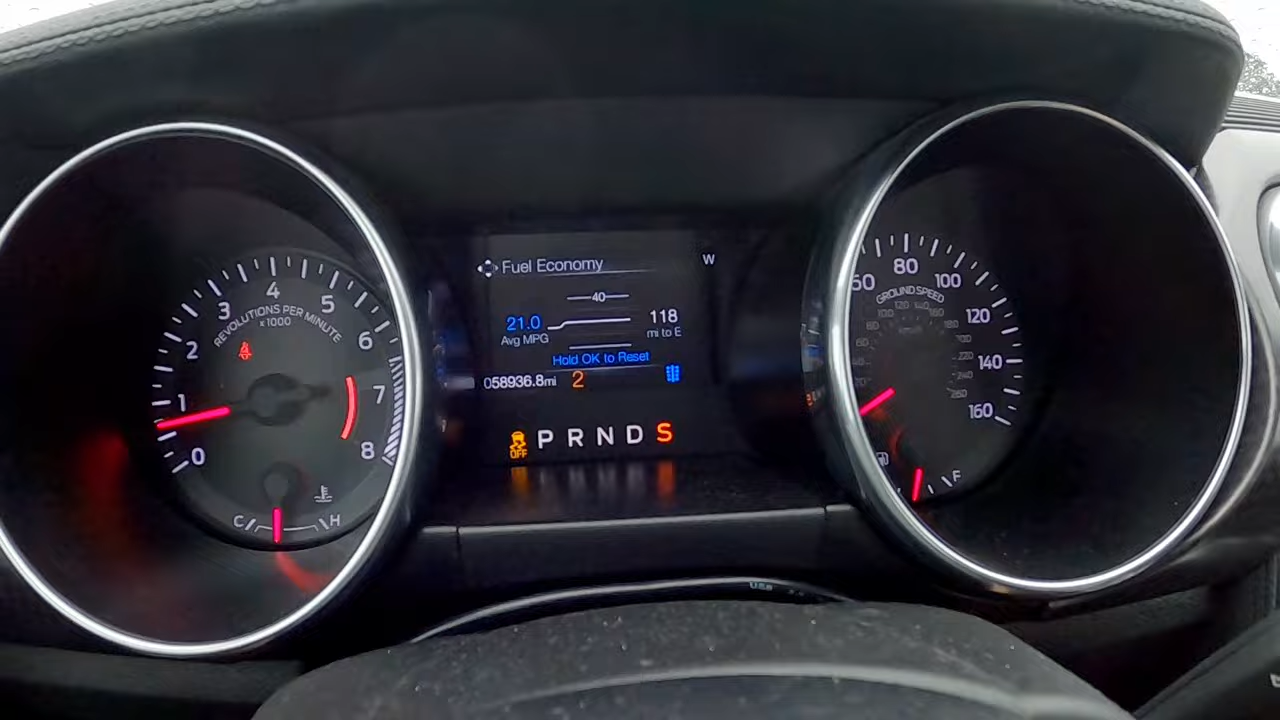 Fuel Economy
W
40
21.0
Avg MPG
118
mi to E
Hold OK to Reset
058936.8mi
2
OFF
P R N D S
0
1
2
3
4
5
6
7
8
REVOLUTIONS PER MINUTE
x1000
C
H
60
80
100
120
140
160
GROUND SPEED
F
USB